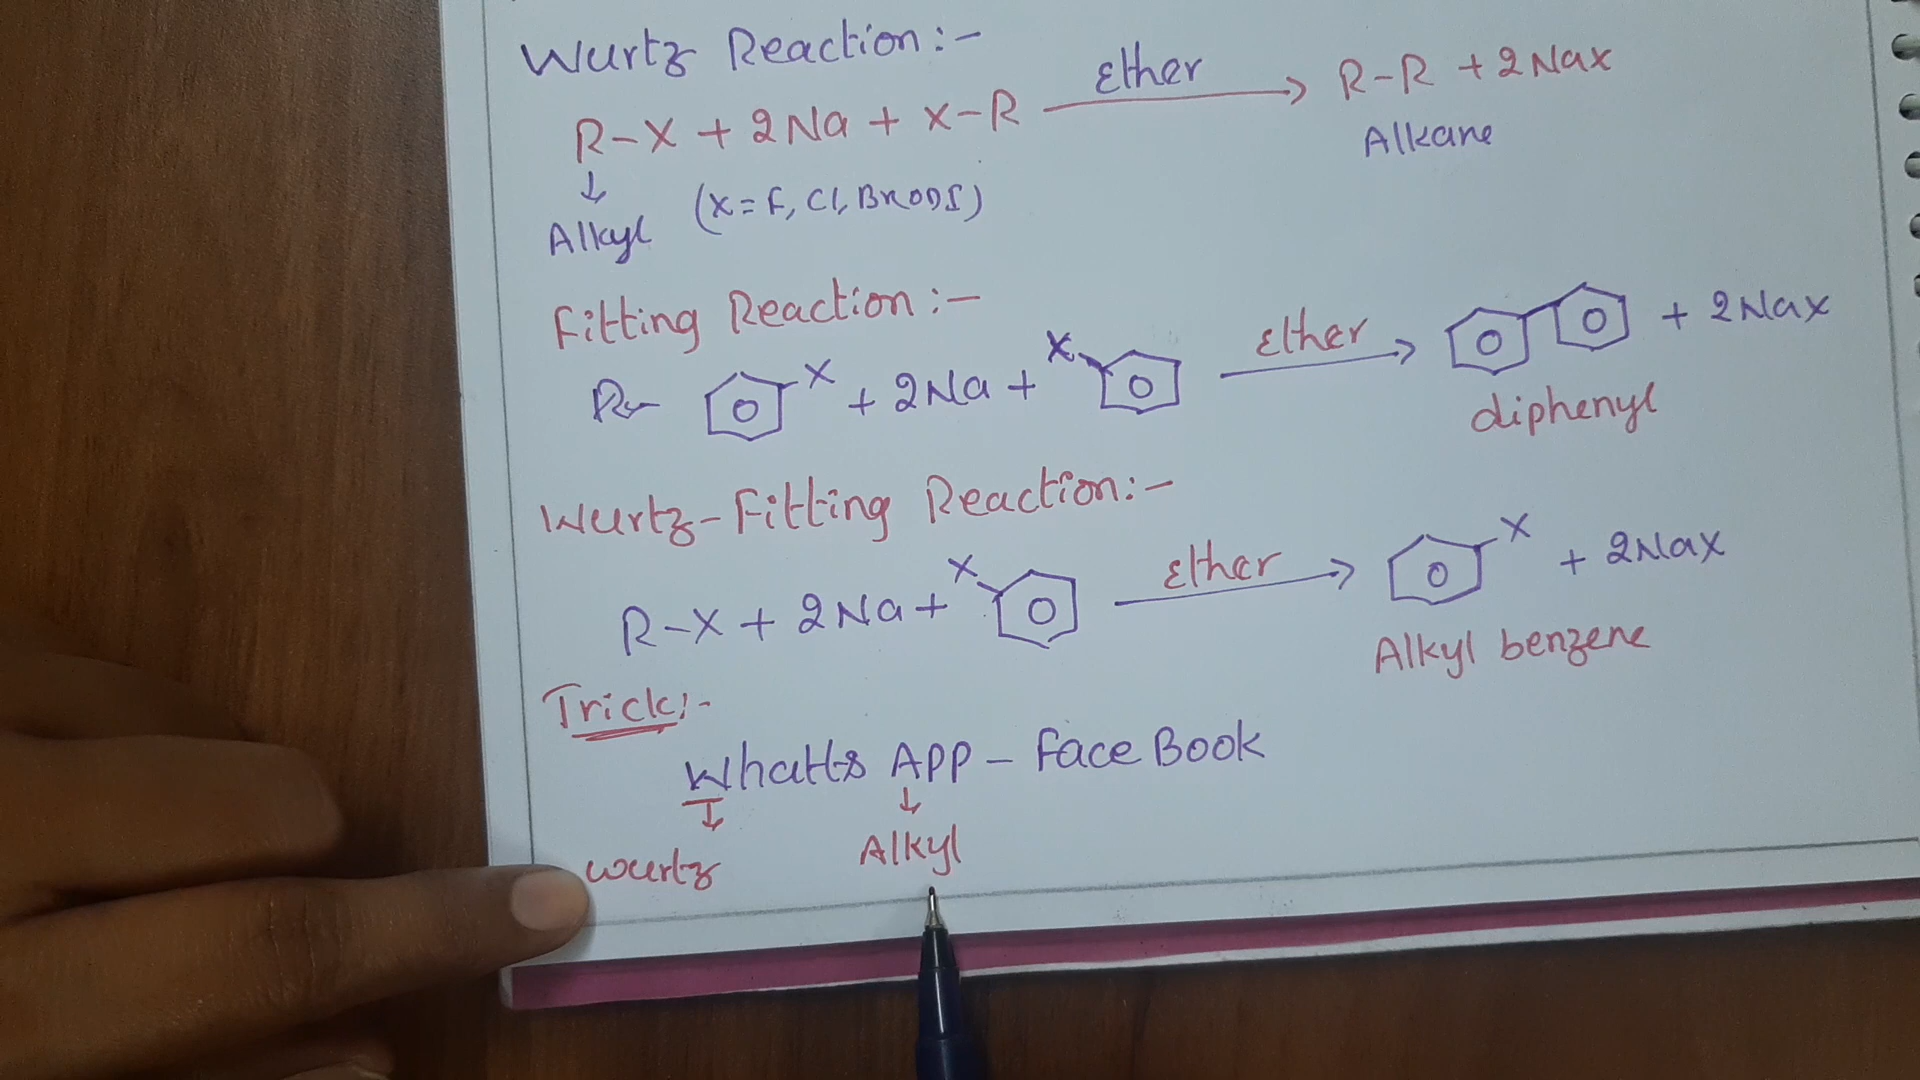 Wurtz Reaction:-
R-X + 2Na + X-R Ether → R-R + 2Nax
↓ Alkane
Alkyl (X=F, Cl, Br or I)
Fitting Reaction:-
X + 2Na + X Ether → + 2Nax
diphenyl
Wurtz-Fitting Reaction:-
R-X + 2Na + X Ether → X + 2Nax
Alkyl benzene
Trick:-
Whatts APP - Face Book
↓ ↓
wurtz Alkyl